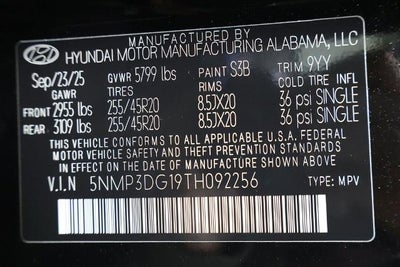 MANUFACTURED BY
HYUNDAI MOTOR MANUFACTURING ALABAMA, LLC
Sep/23/25 GVWR 5799 lbs PAINT S3B TRIM 9YY
GAWR TIRES RIMS COLD TIRE INFL
FRONT 2955 lbs 255/45R20 8.5JX20 36 psi SINGLE
REAR 3109 lbs 255/45R20 8.5JX20 36 psi SINGLE
THIS VEHICLE CONFORMS TO ALL APPLICABLE U.S.A. FEDERAL
MOTOR VEHICLE SAFETY AND THEFT PREVENTION STANDARDS
IN EFFECT ON THE DATE OF MANUFACTURE SHOWN ABOVE.
V.I.N 5NMP3DG19TH092256 TYPE: MPV